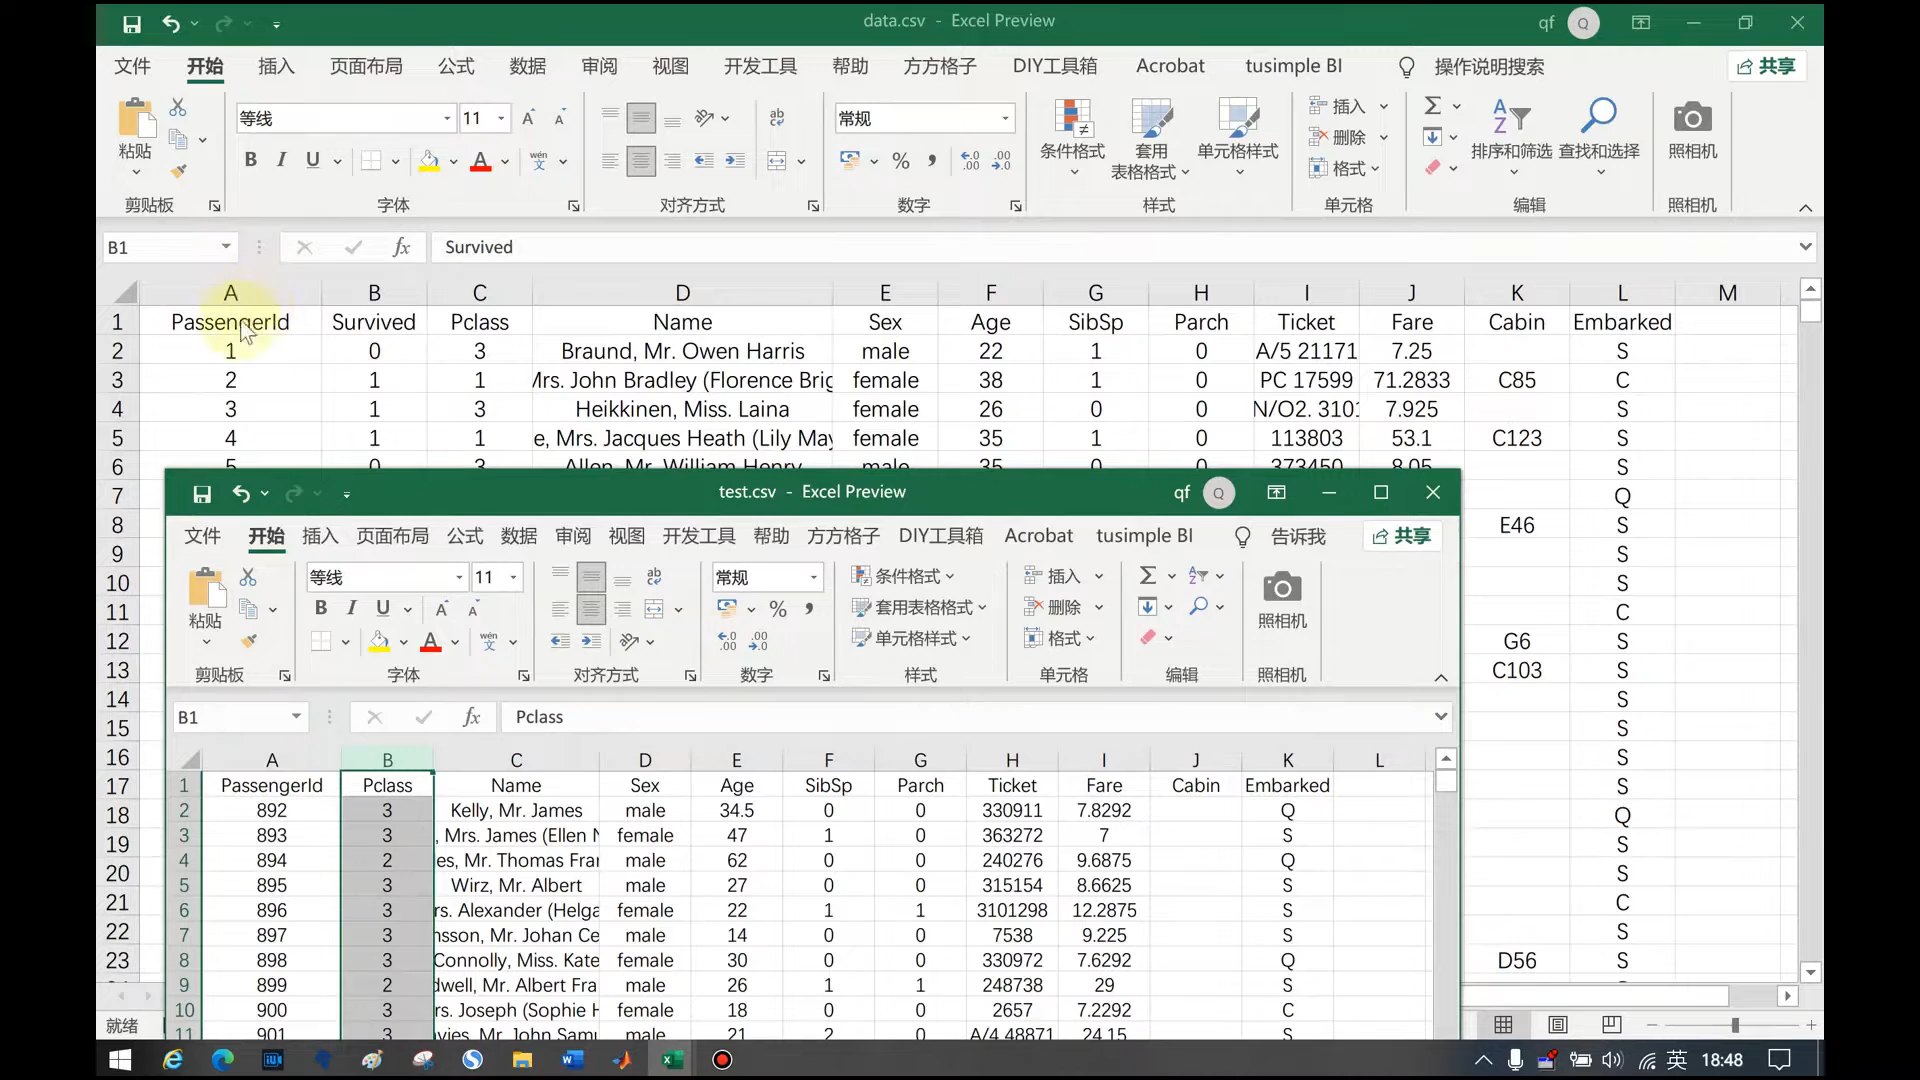 data.csv - Excel Preview
qf Q
文件 开始 插入 页面布局 公式 数据 审阅 视图 开发工具 帮助 方方格子 DIY工具箱 Acrobat tusimple BI 操作说明搜索 共享
粘贴 等线 11 常规 条件格式 套用表格格式 单元格样式 插入 删除 格式 排序和筛选 查找和选择 照相机
剪贴板 字体 对齐方式 数字 样式 单元格 编辑 照相机
B1 fx Survived
A B C D E F G H I J K L M
1 PassengerId Survived Pclass Name Sex Age SibSp Parch Ticket Fare Cabin Embarked
2 1 0 3 Braund, Mr. Owen Harris male 22 1 0 A/5 21171 7.25 S
3 2 1 1 Mrs. John Bradley (Florence Brig female 38 1 0 PC 17599 71.2833 C85 C
4 3 1 3 Heikkinen, Miss. Laina female 26 0 0 N/O2. 3101 7.925 S
5 4 1 1 e, Mrs. Jacques Heath (Lily May female 35 1 0 113803 53.1 C123 S
6 5 0 3 Allen, Mr. William Henry male 35 0 0 373450 8.05 S
7 Q
8 E46 S
9 S
10 S
11 C
12 G6 S
13 C103 S
14 S
15 S
16 S
17 S
18 Q
19 S
20 S
21 C
22 S
23 D56 S
就绪
test.csv - Excel Preview
qf Q
文件 开始 插入 页面布局 公式 数据 审阅 视图 开发工具 帮助 方方格子 DIY工具箱 Acrobat tusimple BI 告诉我 共享
粘贴 等线 11 常规 条件格式 套用表格格式 单元格样式 插入 删除 格式 照相机
剪贴板 字体 对齐方式 数字 样式 单元格 编辑 照相机
B1 fx Pclass
A B C D E F G H I J K L
1 PassengerId Pclass Name Sex Age SibSp Parch Ticket Fare Cabin Embarked
2 892 3 Kelly, Mr. James male 34.5 0 0 330911 7.8292 Q
3 893 3 , Mrs. James (Ellen N female 47 1 0 363272 7 S
4 894 2 es, Mr. Thomas Fran male 62 0 0 240276 9.6875 Q
5 895 3 Wirz, Mr. Albert male 27 0 0 315154 8.6625 S
6 896 3 rs. Alexander (Helga female 22 1 1 3101298 12.2875 S
7 897 3 nsson, Mr. Johan Ce male 14 0 0 7538 9.225 S
8 898 3 Connolly, Miss. Kate female 30 0 0 330972 7.6292 Q
9 899 2 dwell, Mr. Albert Fra male 26 1 1 248738 29 S
10 900 3 rs. Joseph (Sophie H female 18 0 0 2657 7.2292 C
11 901 3 vies, Mr. John Samu male 21 2 0 A/4 48871 24.15 S
英 18:48